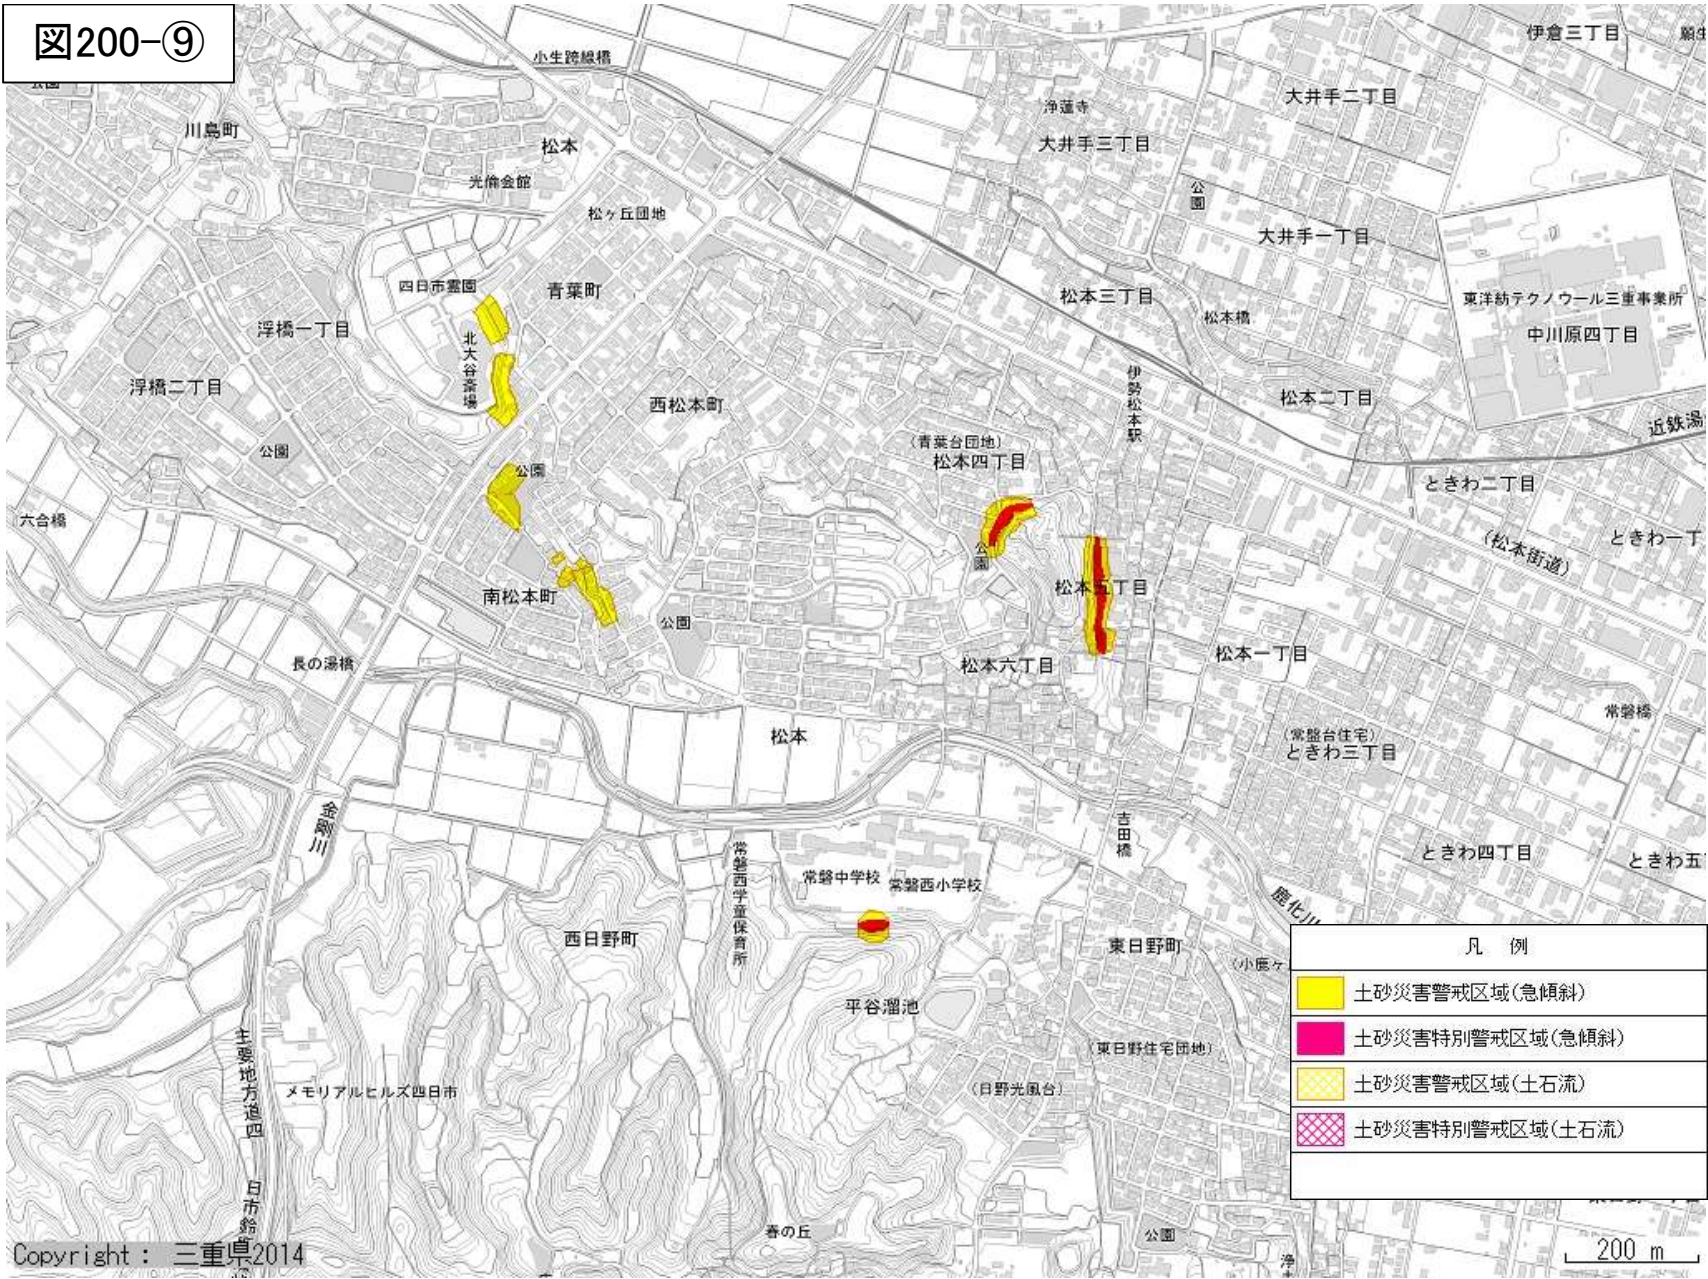 図200-⑨
小生跨線橋
伊倉三丁目
公園
川島町
松本
光倫会館
浄蓮寺
大井手三丁目
大井手二丁目
公園
松ヶ丘団地
大井手一丁目
四日市霊園
青葉町
松本三丁目
松本橋
東洋紡テクノウール三重事業所
中川原四丁目
浮橋一丁目
北大谷斎場
浮橋二丁目
西松本町
伊勢松本駅
松本二丁目
近鉄湯
公園
(青葉台団地)
松本四丁目
公園
ときわ二丁目
六合橋
(松本街道)
ときわ一丁
公園
松本五丁目
南松本町
公園
長の湯橋
松本六丁目
松本一丁目
常磐橋
松本
(常盤台住宅)
ときわ三丁目
金渓川
吉田橋
ときわ四丁目
ときわ五
常磐西学童保育所
常磐中学校
常磐西小学校
鹿化川
西日野町
東日野町
(小鹿ヶ
平谷溜池
(東日野住宅団地)
主要地方道四
メモリアルヒルズ四日市
(日野光風台)
日市鈴
春の丘
公園
凡 例
土砂災害警戒区域(急傾斜)
土砂災害特別警戒区域(急傾斜)
土砂災害警戒区域(土石流)
土砂災害特別警戒区域(土石流)
200 m
Copyright : 三重県2014